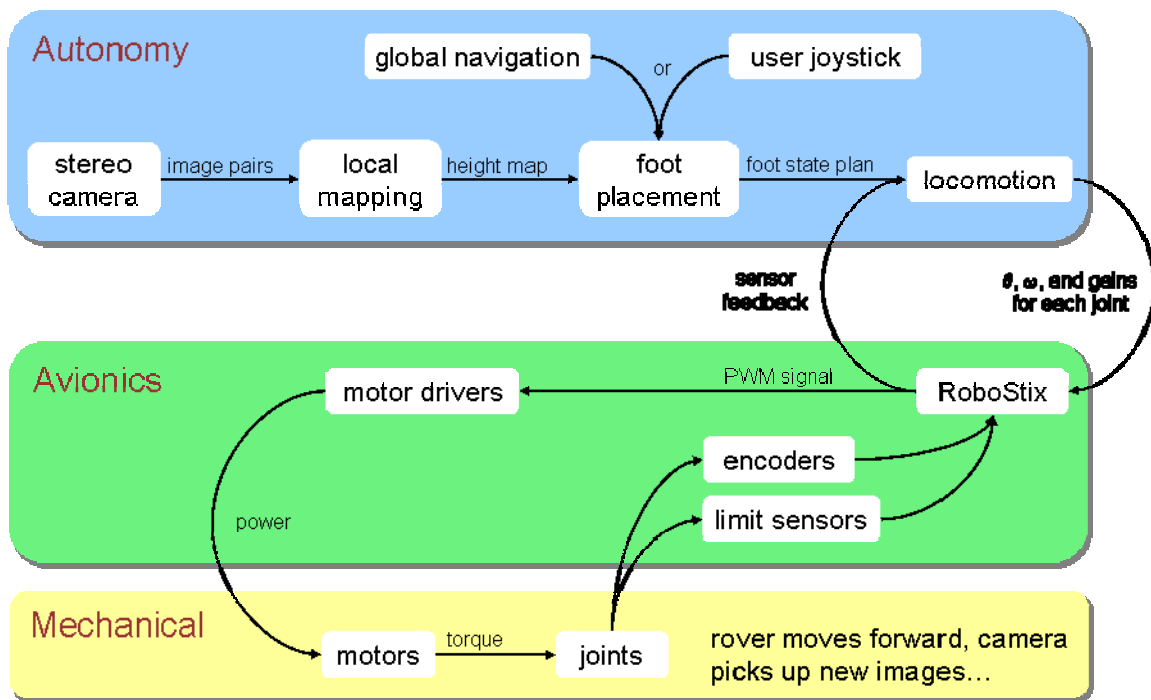 Autonomy
global navigation
or
user joystick
stereo
camera
image pairs
local
mapping
height map
foot
placement
foot state plan
locomotion
sensor
feedback
θ, ω, and gains
for each joint
Avionics
motor drivers
PWM signal
RoboStix
encoders
limit sensors
power
Mechanical
motors
torque
joints
rover moves forward, camera
picks up new images...